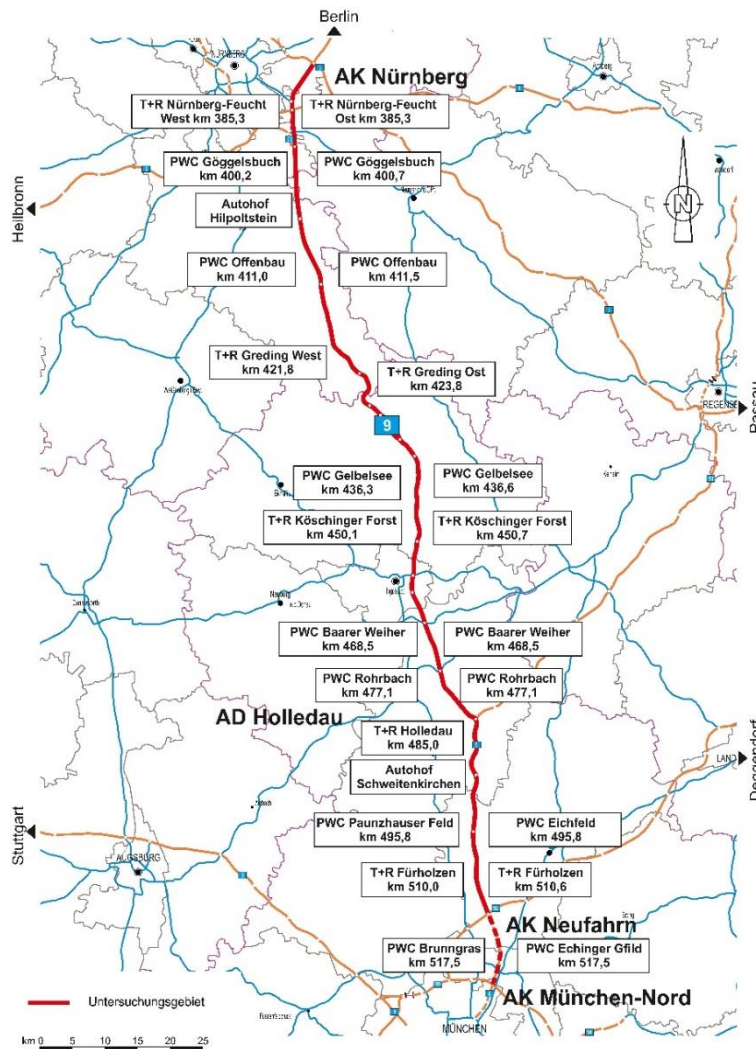 Berlin
NÜRNBERG
AK Nürnberg
Amberg
T+R Nürnberg-Feucht
West km 385,3
T+R Nürnberg-Feucht
Ost km 385,3
PWC Göggelsbuch
km 400,2
PWC Göggelsbuch
km 400,7
Heilbronn
Autohof
Hilpoltstein
N
PWC Offenbau
km 411,0
PWC Offenbau
km 411,5
T+R Greding West
km 421,8
T+R Greding Ost
km 423,8
Passau
9
PWC Gelbelsee
km 436,3
PWC Gelbelsee
km 436,6
T+R Köschinger Forst
km 450,1
T+R Köschinger Forst
km 450,7
PWC Baarer Weiher
km 468,5
PWC Baarer Weiher
km 468,5
PWC Rohrbach
km 477,1
PWC Rohrbach
km 477,1
AD Holledau
T+R Holledau
km 485,0
Deggendorf
Autohof
Schweitenkirchen
Stuttgart
PWC Paunzhauser Feld
km 495,8
PWC Eichfeld
km 495,8
AUGSBURG
T+R Fürholzen
km 510,0
T+R Fürholzen
km 510,6
AK Neufahrn
PWC Brunngras
km 517,5
PWC Echinger Gfild
km 517,5
AK München-Nord
Untersuchungsgebiet
MÜNCHEN
km 0 5 10 15 20 25